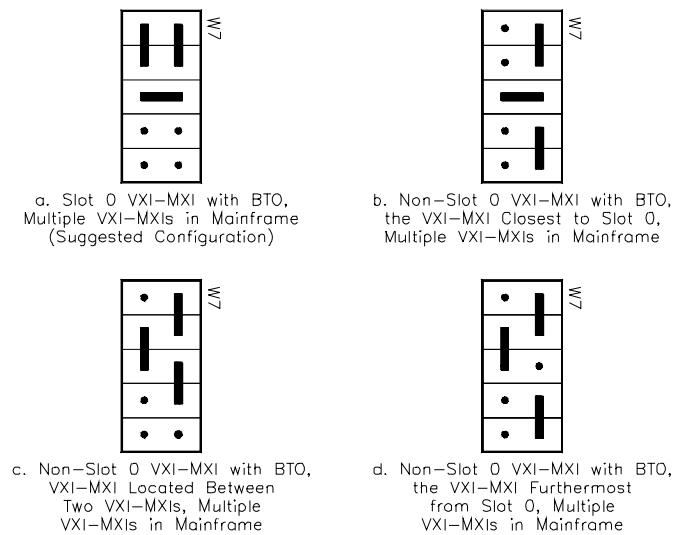 W7
a. Slot 0 VXI-MXI with BTO,
Multiple VXI-MXIs in Mainframe
(Suggested Configuration)
W7
b. Non-Slot 0 VXI-MXI with BTO,
the VXI-MXI Closest to Slot 0,
Multiple VXI-MXIs in Mainframe
W7
c. Non-Slot 0 VXI-MXI with BTO,
VXI-MXI Located Between
Two VXI-MXIs, Multiple
VXI-MXIs in Mainframe
W7
d. Non-Slot 0 VXI-MXI with BTO,
the VXI-MXI Furthermost
from Slot 0, Multiple
VXI-MXIs in Mainframe